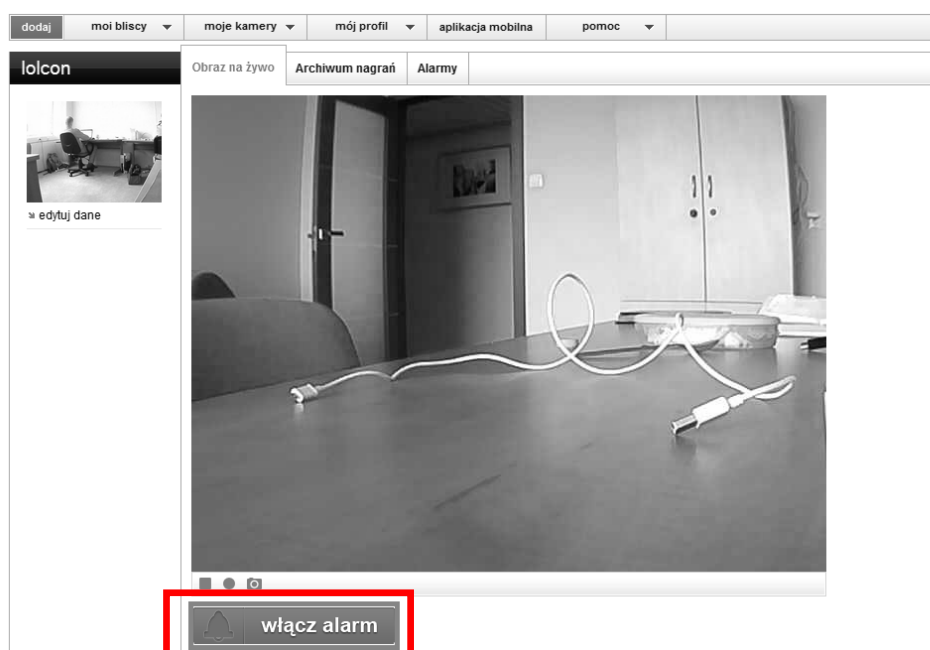 dodaj moi bliscy moje kamery mój profil aplikacja mobilna pomoc
lolcon
Obraz na żywo Archiwum nagrań Alarmy
edytuj dane
włącz alarm